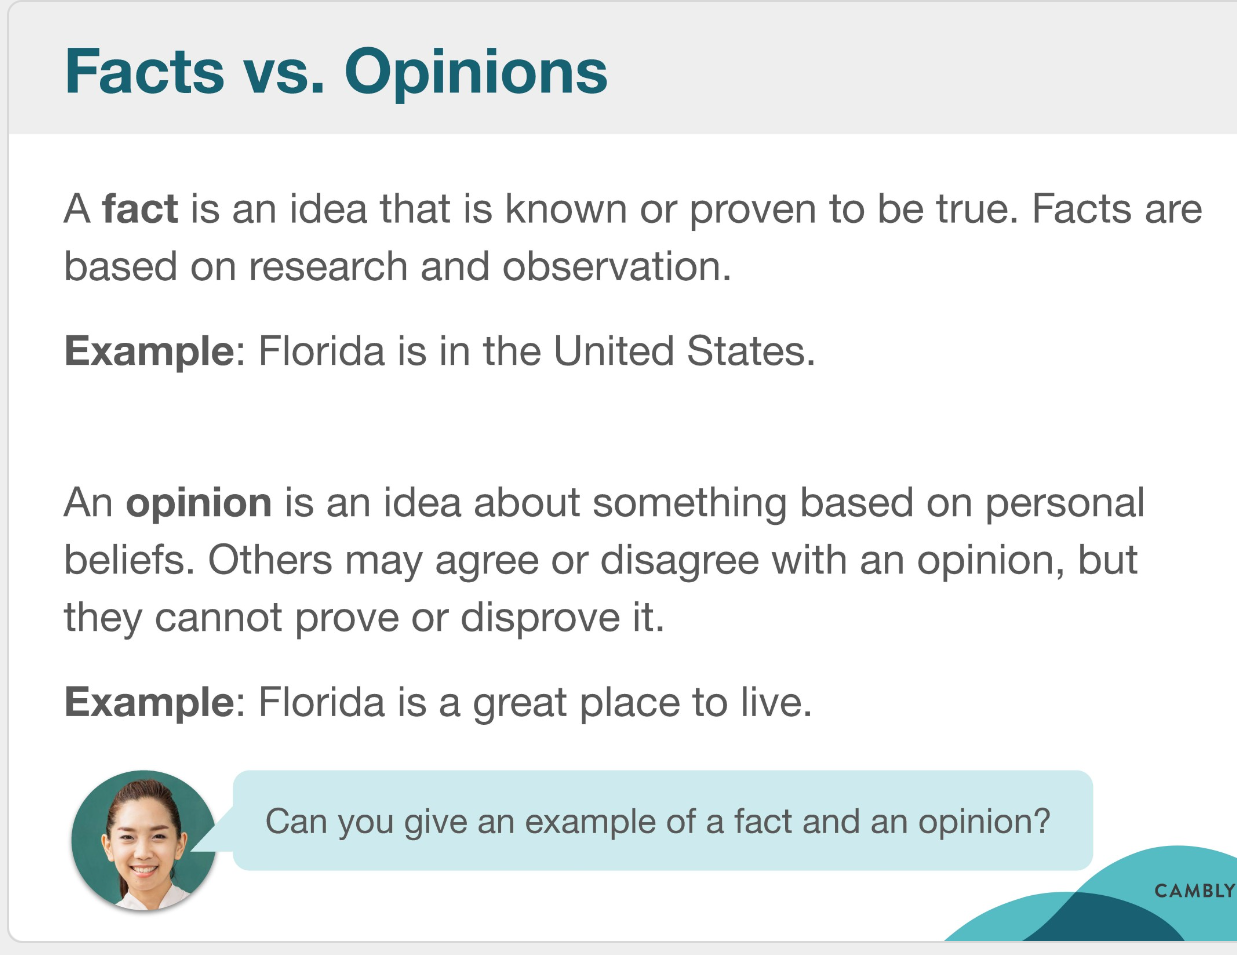 Facts vs. Opinions
A fact is an idea that is known or proven to be true. Facts are
based on research and observation.
Example: Florida is in the United States.
An opinion is an idea about something based on personal
beliefs. Others may agree or disagree with an opinion, but
they cannot prove or disprove it.
Example: Florida is a great place to live.
Can you give an example of a fact and an opinion?
CAMBLY